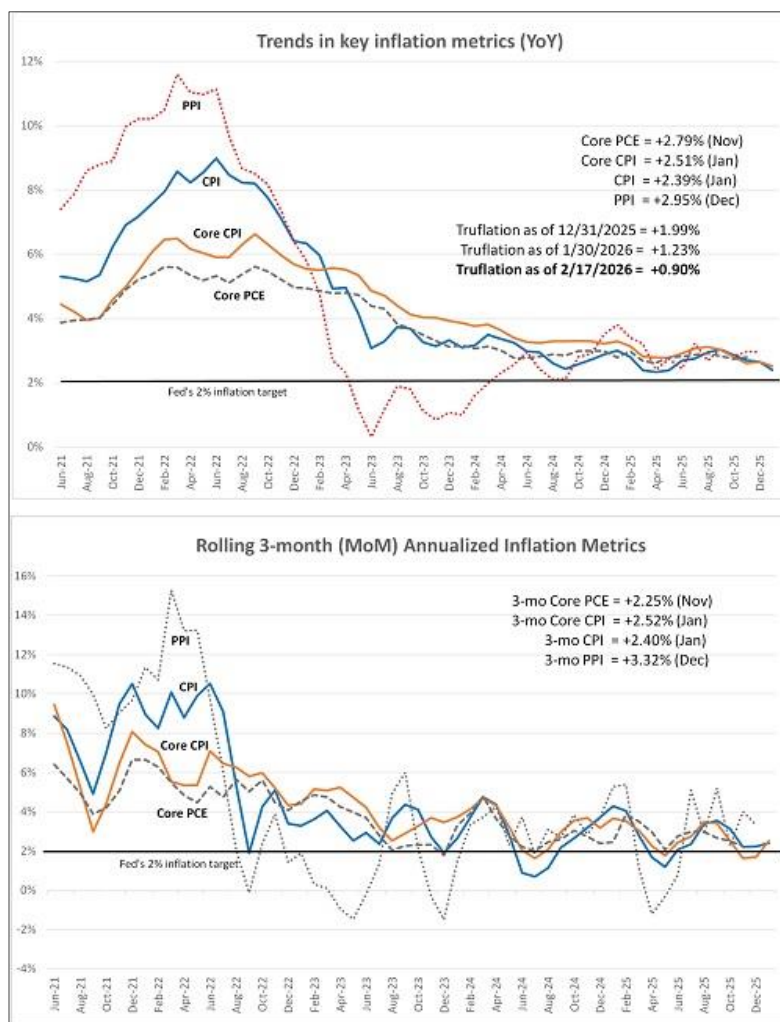 Trends in key inflation metrics (YoY)
12%
10%
8%
6%
4%
2%
0%
PPI
CPI
Core CPI
Core PCE
Core PCE = +2.79% (Nov)
Core CPI = +2.51% (Jan)
CPI = +2.39% (Jan)
PPI = +2.95% (Dec)
Truflation as of 12/31/2025 = +1.99%
Truflation as of 1/30/2026 = +1.23%
Truflation as of 2/17/2026 = +0.90%
Fed's 2% inflation target
Jun-21
Aug-21
Oct-21
Dec-21
Feb-22
Apr-22
Jun-22
Aug-22
Oct-22
Dec-22
Feb-23
Apr-23
Jun-23
Aug-23
Oct-23
Dec-23
Feb-24
Apr-24
Jun-24
Aug-24
Oct-24
Dec-24
Feb-25
Apr-25
Jun-25
Aug-25
Oct-25
Dec-25
Rolling 3-month (MoM) Annualized Inflation Metrics
16%
14%
12%
10%
8%
6%
4%
2%
0%
-2%
-4%
PPI
CPI
Core CPI
Core PCE
3-mo Core PCE = +2.25% (Nov)
3-mo Core CPI = +2.52% (Jan)
3-mo CPI = +2.40% (Jan)
3-mo PPI = +3.32% (Dec)
Fed's 2% inflation target
Jun-21
Aug-21
Oct-21
Dec-21
Feb-22
Apr-22
Jun-22
Aug-22
Oct-22
Dec-22
Feb-23
Apr-23
Jun-23
Aug-23
Oct-23
Dec-23
Feb-24
Apr-24
Jun-24
Aug-24
Oct-24
Dec-24
Feb-25
Apr-25
Jun-25
Aug-25
Oct-25
Dec-25